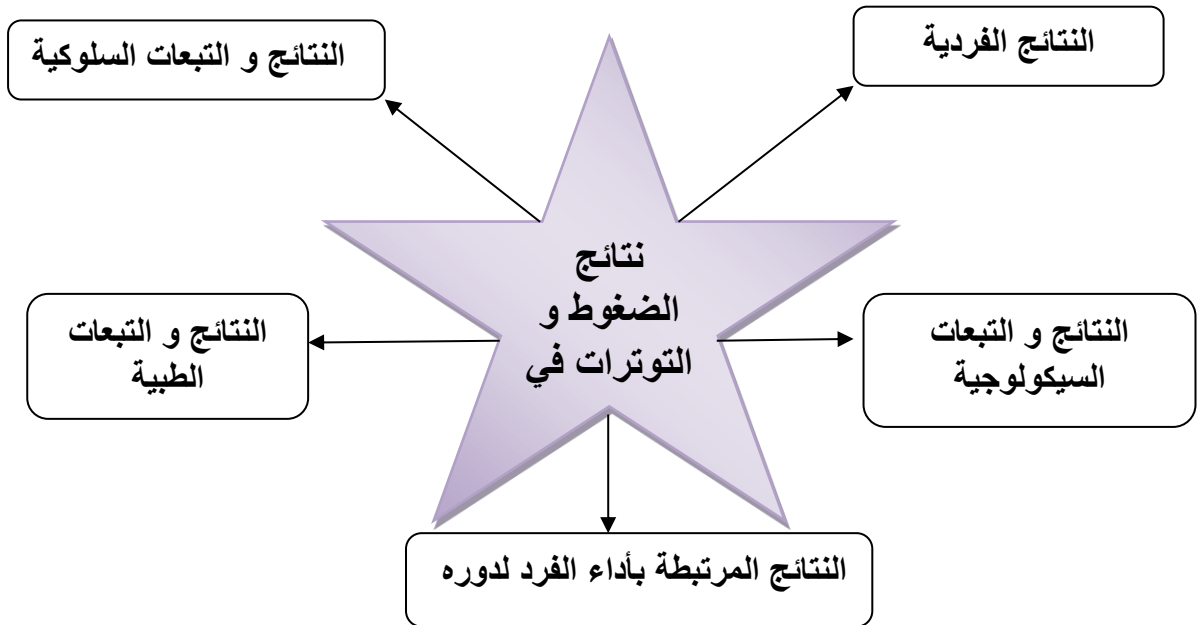 النتائج الفردية
النتائج و التبعات السلوكية
نتائج
الضغوط و
التوترات في
النتائج و التبعات
السيكولوجية
النتائج و التبعات
الطبية
النتائج المرتبطة بأداء الفرد لدوره